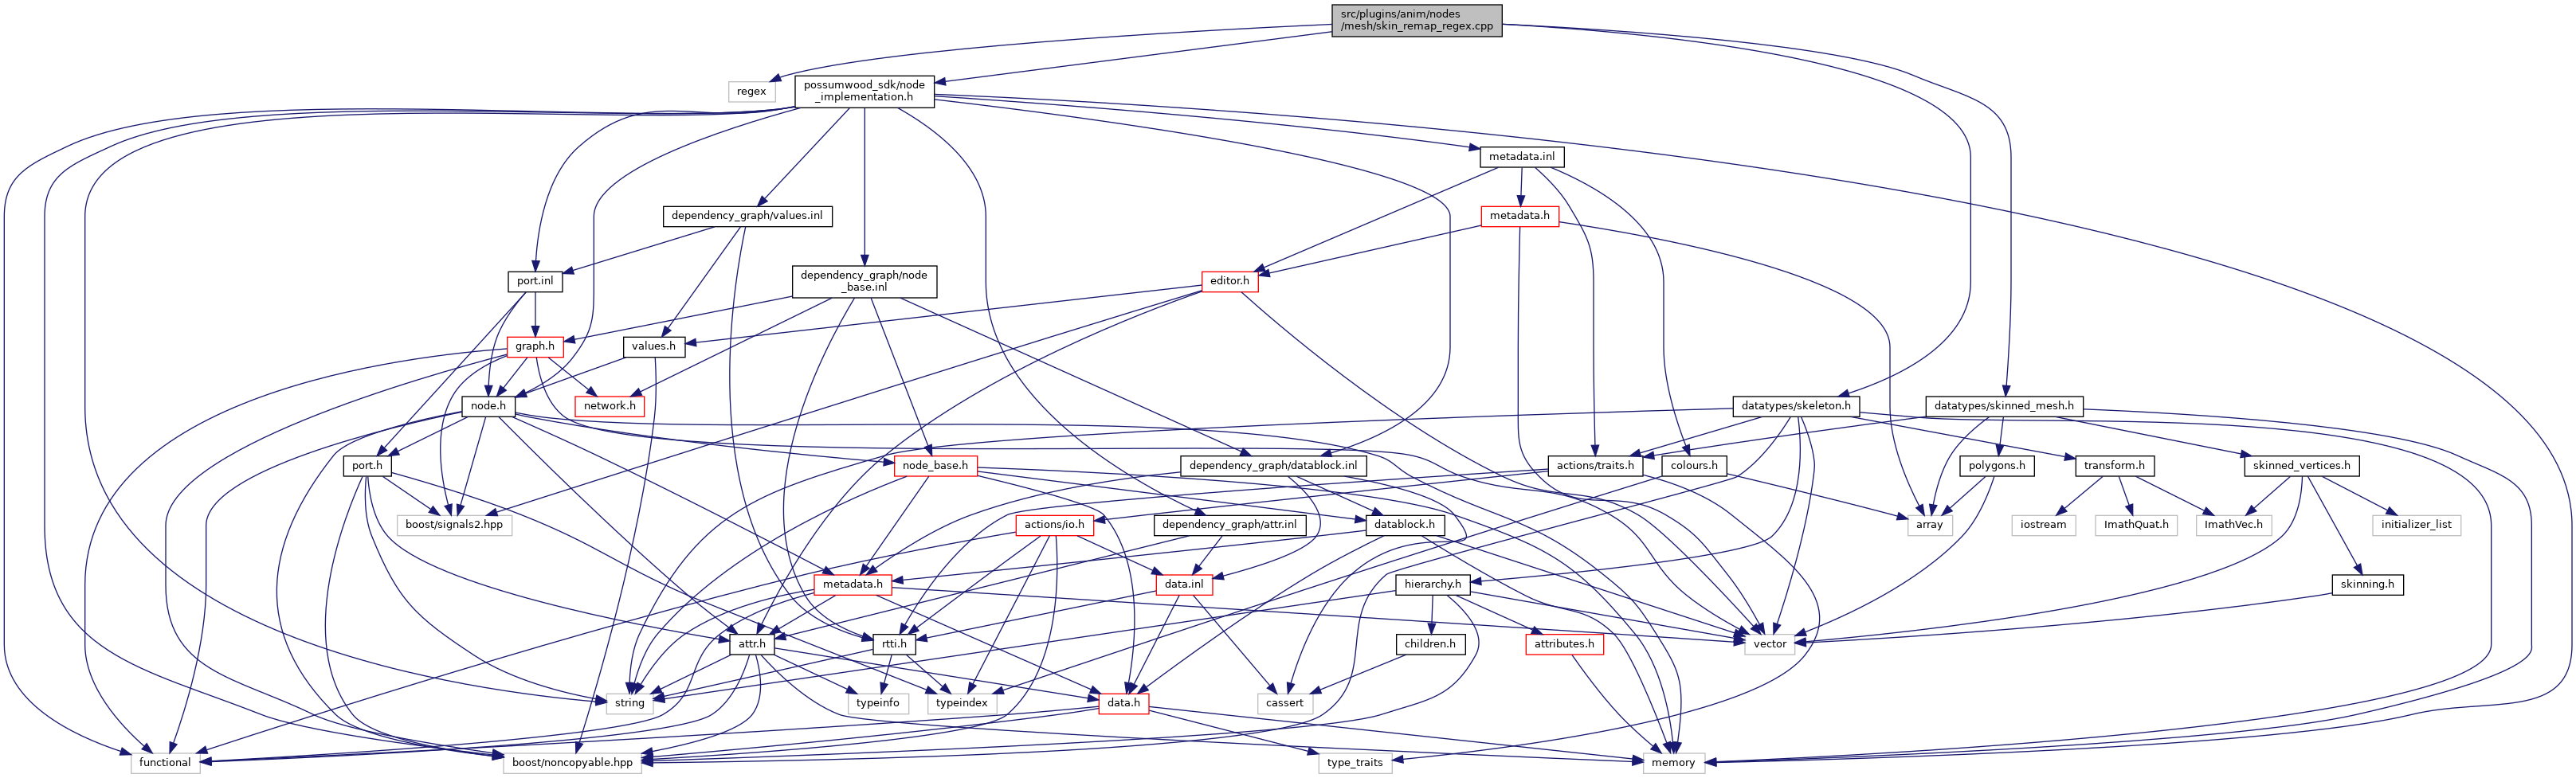 src/plugins/anim/nodes
/mesh/skin_remap_regex.cpp
regex
possumwood_sdk/node
_implementation.h
metadata.inl
dependency_graph/values.inl
metadata.h
port.inl
dependency_graph/node
_base.inl
editor.h
graph.h
values.h
node.h
network.h
datatypes/skeleton.h
datatypes/skinned_mesh.h
port.h
node_base.h
dependency_graph/datablock.inl
actions/traits.h
colours.h
polygons.h
transform.h
skinned_vertices.h
boost/signals2.hpp
actions/io.h
dependency_graph/attr.inl
datablock.h
array
iostream
ImathQuat.h
ImathVec.h
initializer_list
metadata.h
data.inl
hierarchy.h
skinning.h
attr.h
rtti.h
children.h
attributes.h
vector
string
typeinfo
typeindex
data.h
cassert
functional
boost/noncopyable.hpp
type_traits
memory